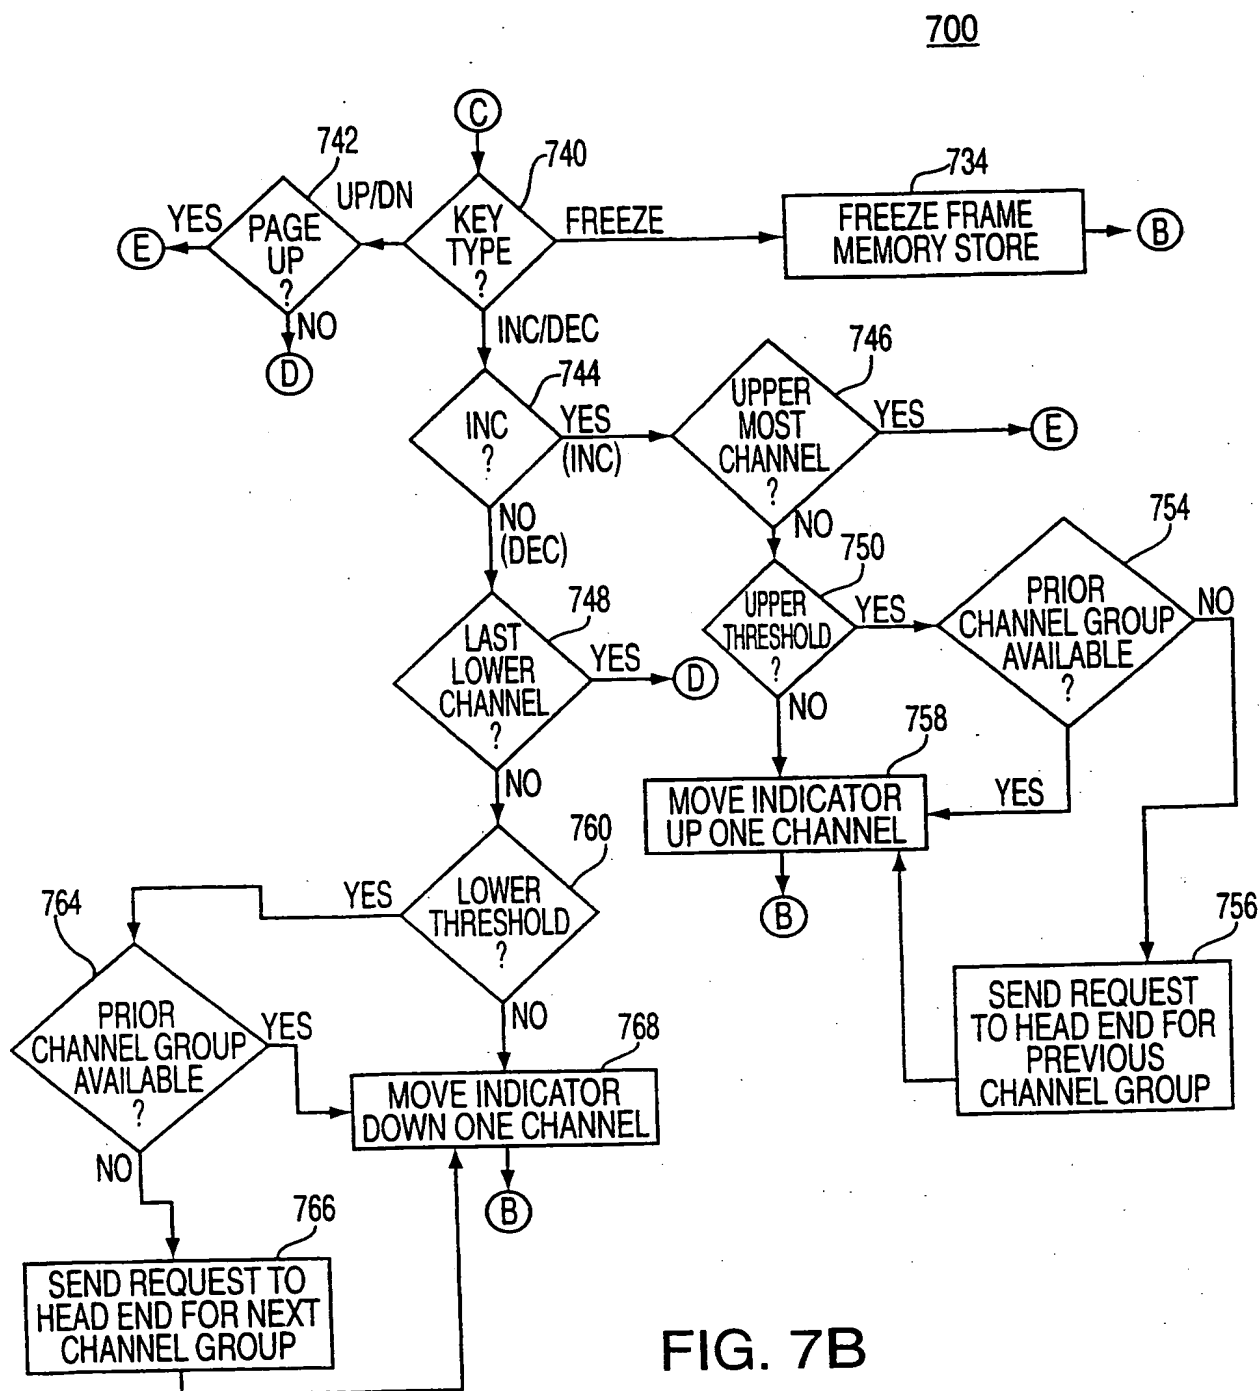 700
C
742
740
734
UP/DN
YES
E
PAGE
UP
?
KEY
TYPE
?
FREEZE
FREEZE FRAME
MEMORY STORE
B
NO
D
INC/DEC
744
746
INC
?
YES
(INC)
UPPER
MOST
CHANNEL
?
YES
E
NO
(DEC)
NO
754
748
750
LAST
LOWER
CHANNEL
?
YES
D
UPPER
THRESHOLD
?
YES
PRIOR
CHANNEL GROUP
AVAILABLE
?
NO
NO
NO
758
MOVE INDICATOR
UP ONE CHANNEL
YES
B
760
LOWER
THRESHOLD
?
YES
764
756
PRIOR
CHANNEL GROUP
AVAILABLE
?
YES
NO
768
MOVE INDICATOR
DOWN ONE CHANNEL
SEND REQUEST
TO HEAD END FOR
PREVIOUS
CHANNEL GROUP
NO
B
766
SEND REQUEST TO
HEAD END FOR NEXT
CHANNEL GROUP
FIG. 7B